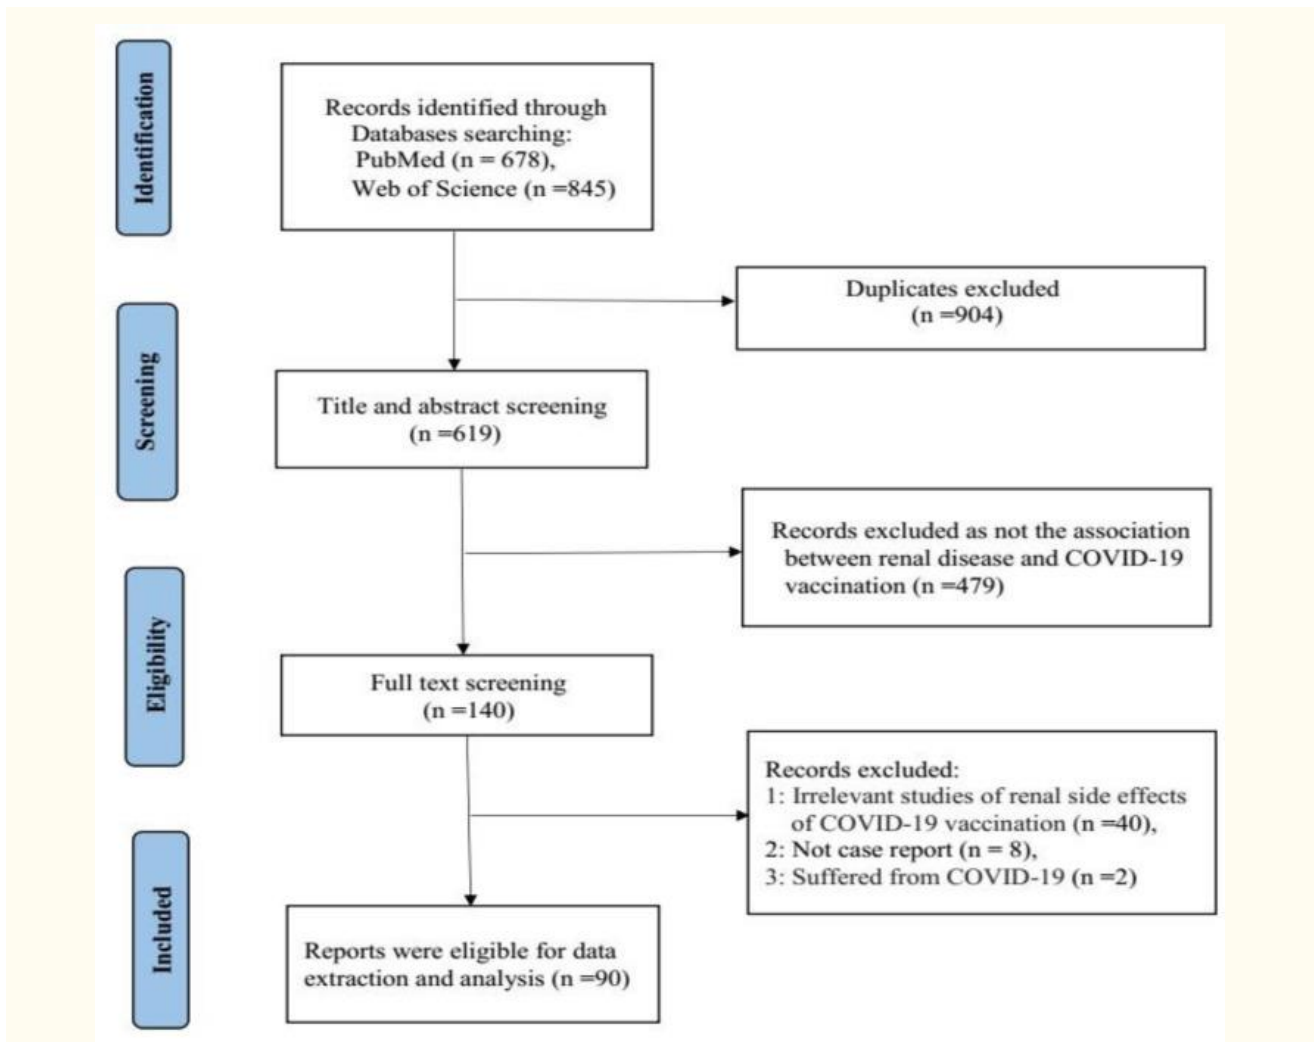 Identification
Records identified through
Databases searching:
PubMed (n = 678),
Web of Science (n =845)
Duplicates excluded
(n =904)
Screening
Title and abstract screening
(n =619)
Records excluded as not the association
between renal disease and COVID-19
vaccination (n =479)
Eligibility
Full text screening
(n =140)
Records excluded:
1: Irrelevant studies of renal side effects
of COVID-19 vaccination (n =40),
2: Not case report (n = 8),
3: Suffered from COVID-19 (n =2)
Included
Reports were eligible for data
extraction and analysis (n =90)